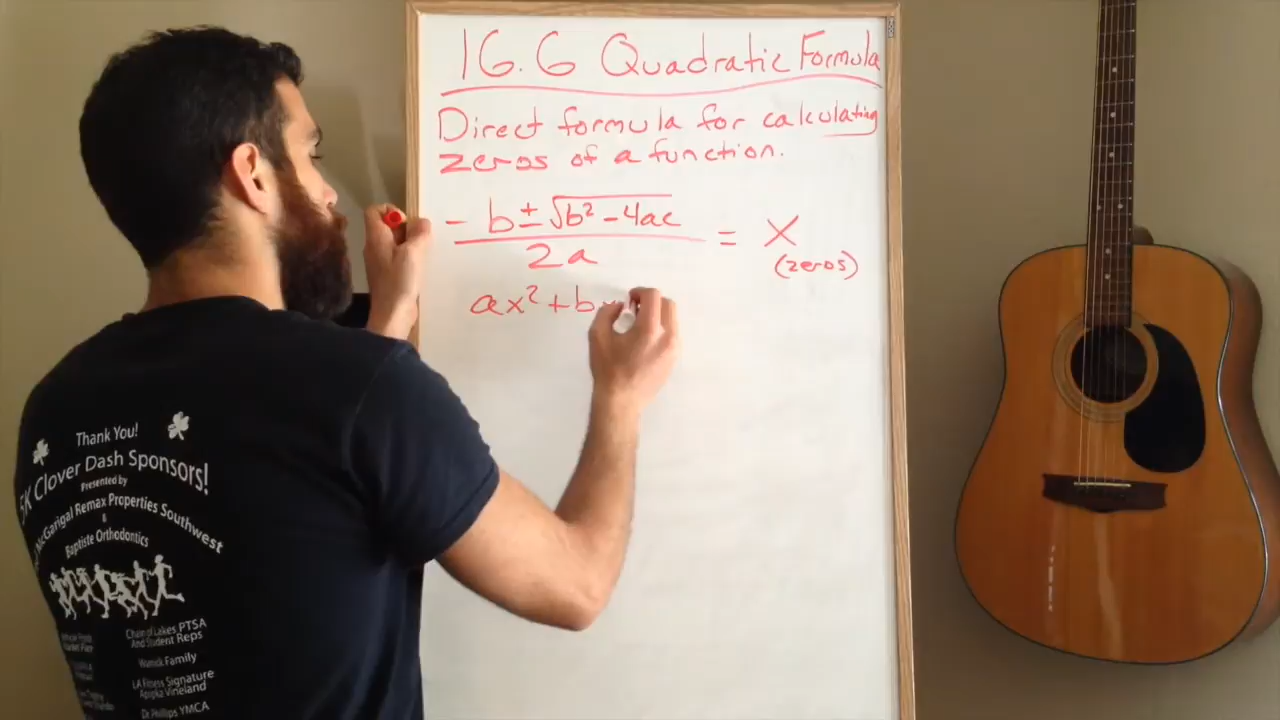 16.6 Quadratic Formula
Direct formula for calculating
zeros of a function.
- b ± √b² - 4ac
2a
= X
(zeros)
ax² + b
Thank You!
5K Clover Dash Sponsors!
Presented by
McGarigal Remax Properties Southwest
&
Baptiste Orthodontics
Chain of Lakes PTSA
And Student Reps
Warnick Family
LA Fitness Signature
Apopka Vineland
Dr Phillips YMCA